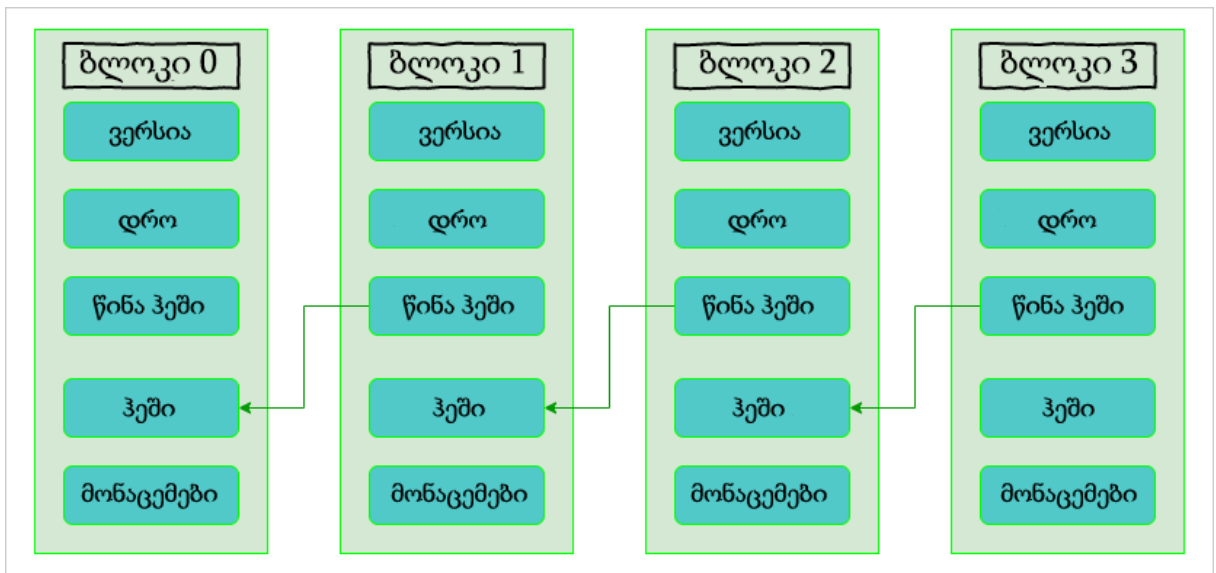 ბლოკი 0
ვერსია
დრო
წინა ჰეში
ჰეში
მონაცემები
ბლოკი 1
ვერსია
დრო
წინა ჰეში
ჰეში
მონაცემები
ბლოკი 2
ვერსია
დრო
წინა ჰეში
ჰეში
მონაცემები
ბლოკი 3
ვერსია
დრო
წინა ჰეში
ჰეში
მონაცემები